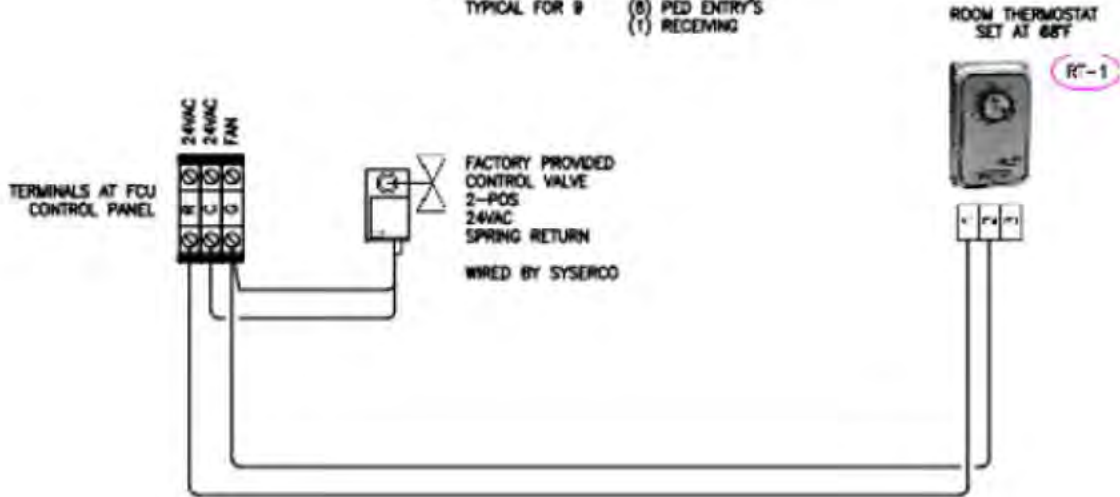 TYPICAL FOR 9
(8) PED ENTRY'S
(1) RECEIVING
ROOM THERMOSTAT
SET AT 68°F
RT-1
24VAC
24VAC
FAN
TERMINALS AT FCU
CONTROL PANEL
R
C
G
FACTORY PROVIDED
CONTROL VALVE
2-POS
24VAC
SPRING RETURN
WIRED BY SYSERCO